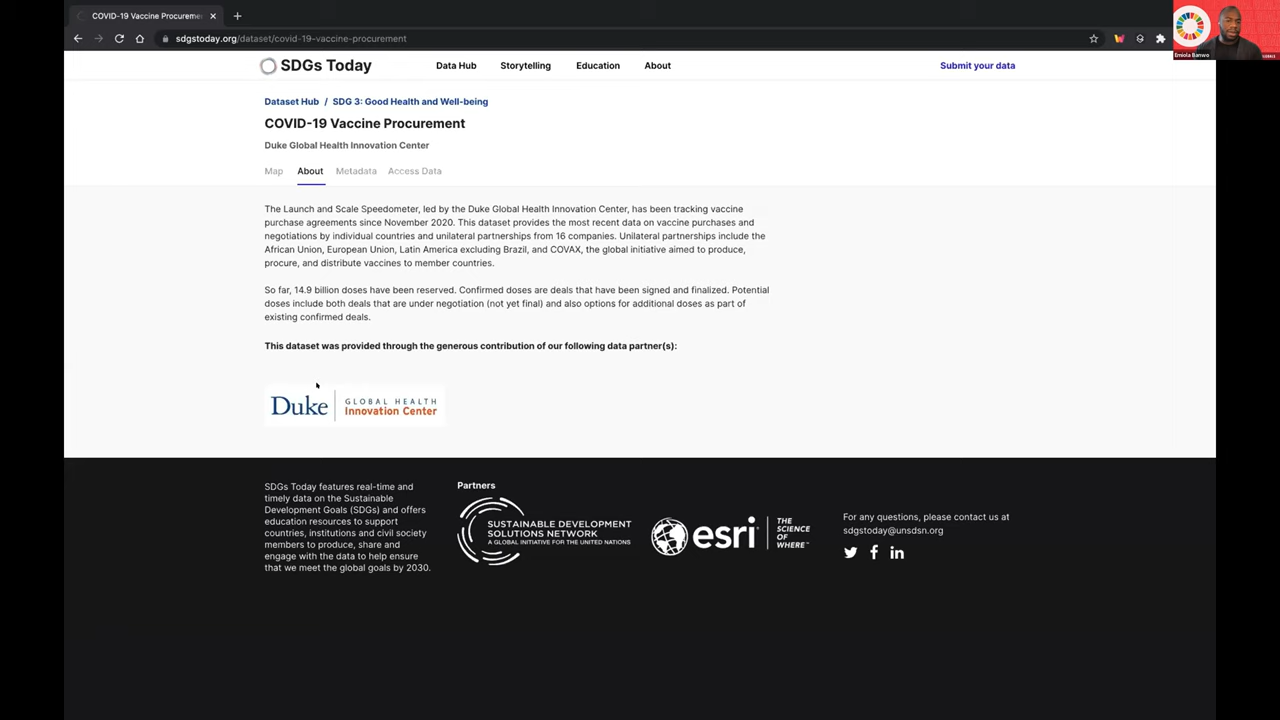 COVID-19 Vaccine Procureme
sdgstoday.org/dataset/covid-19-vaccine-procurement
Emiola Banwo
SDGs Today
Data Hub
Storytelling
Education
About
Submit your data
Dataset Hub / SDG 3: Good Health and Well-being
COVID-19 Vaccine Procurement
Duke Global Health Innovation Center
Map
About
Metadata
Access Data
The Launch and Scale Speedometer, led by the Duke Global Health Innovation Center, has been tracking vaccine
purchase agreements since November 2020. This dataset provides the most recent data on vaccine purchases and
negotiations by individual countries and unilateral partnerships from 16 companies. Unilateral partnerships include the
African Union, European Union, Latin America excluding Brazil, and COVAX, the global initiative aimed to produce,
procure, and distribute vaccines to member countries.
So far, 14.9 billion doses have been reserved. Confirmed doses are deals that have been signed and finalized. Potential
doses include both deals that are under negotiation (not yet final) and also options for additional doses as part of
existing confirmed deals.
This dataset was provided through the generous contribution of our following data partner(s):
Duke
GLOBAL HEALTH
Innovation Center
SDGs Today features real-time and
timely data on the Sustainable
Development Goals (SDGs) and offers
education resources to support
countries, institutions and civil society
members to produce, share and
engage with the data to help ensure
that we meet the global goals by 2030.
Partners
SUSTAINABLE DEVELOPMENT
SOLUTIONS NETWORK
A GLOBAL INITIATIVE FOR THE UNITED NATIONS
esri
THE
SCIENCE
OF
WHERE
For any questions, please contact us at
sdgstoday@unsdsn.org